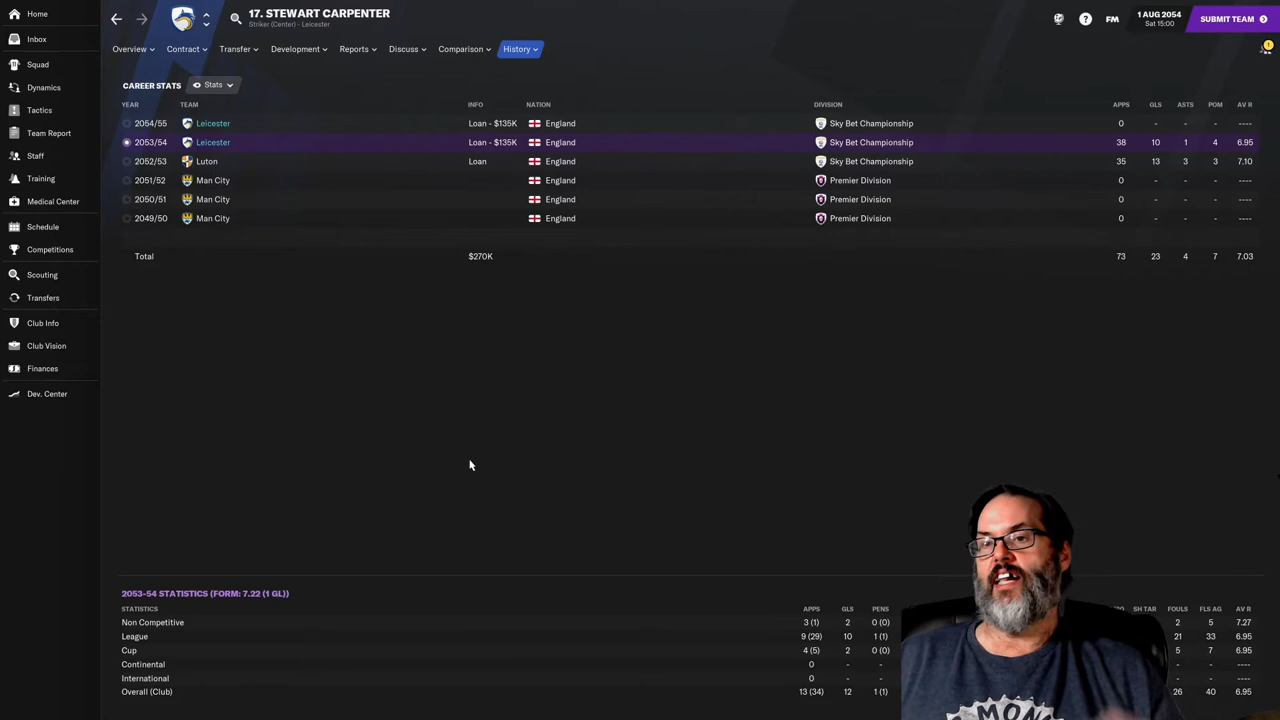 Home
Inbox
Squad
Dynamics
Tactics
Team Report
Staff
Training
Medical Center
Schedule
Competitions
Scouting
Transfers
Club Info
Club Vision
Finances
Dev. Center
17. STEWART CARPENTER
Striker (Center) - Leicester
FM
1 AUG 2054
Sat 15:00
SUBMIT TEAM
Overview Contract Transfer Development Reports Discuss Comparison History
CAREER STATS Stats
YEAR TEAM INFO NATION DIVISION APPS GLS ASTS POM AV R
2054/55 Leicester Loan - $135K England Sky Bet Championship 0 - - - ----
2053/54 Leicester Loan - $135K England Sky Bet Championship 38 10 1 4 6.95
2052/53 Luton Loan England Sky Bet Championship 35 13 3 3 7.10
2051/52 Man City England Premier Division 0 - - - ----
2050/51 Man City England Premier Division 0 - - - ----
2049/50 Man City England Premier Division 0 - - - ----
Total $270K 73 23 4 7 7.03
2053-54 STATISTICS (FORM: 7.22 (1 GL))
STATISTICS APPS GLS PENS SH TAR FOULS FLS AG AV R
Non Competitive 3 (1) 2 0 (0) 2 5 7.27
League 9 (29) 10 1 (1) 21 33 6.95
Cup 4 (5) 2 0 (0) 5 7 6.95
Continental 0 - - - - ----
International 0 - - - - ----
Overall (Club) 13 (34) 12 1 (1) 26 40 6.95